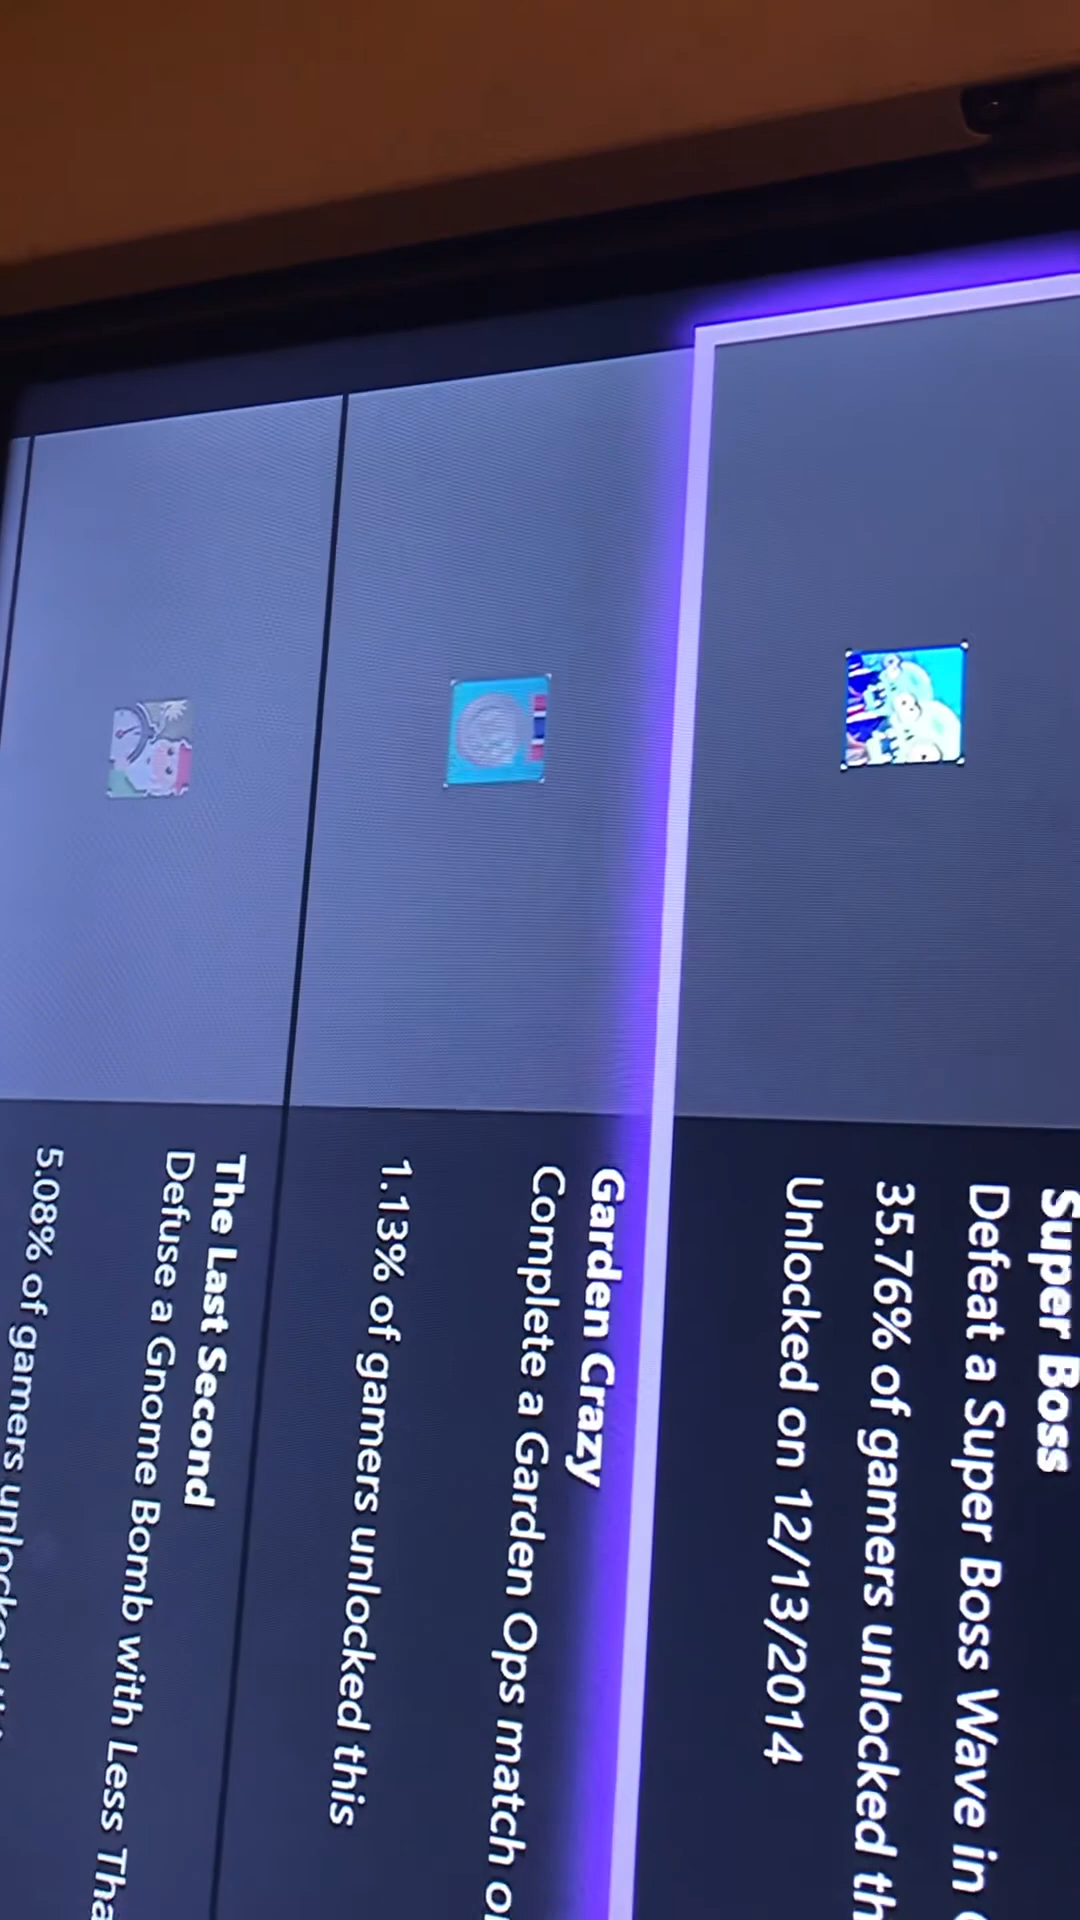 Super Boss
Defeat a Super Boss Wave in
35.76% of gamers unlocked
Unlocked on 12/13/2014
Garden Crazy
Complete a Garden Ops match
1.13% of gamers unlocked this
The Last Second
Defuse a Gnome Bomb with Less
5.08% of gamers unlocked